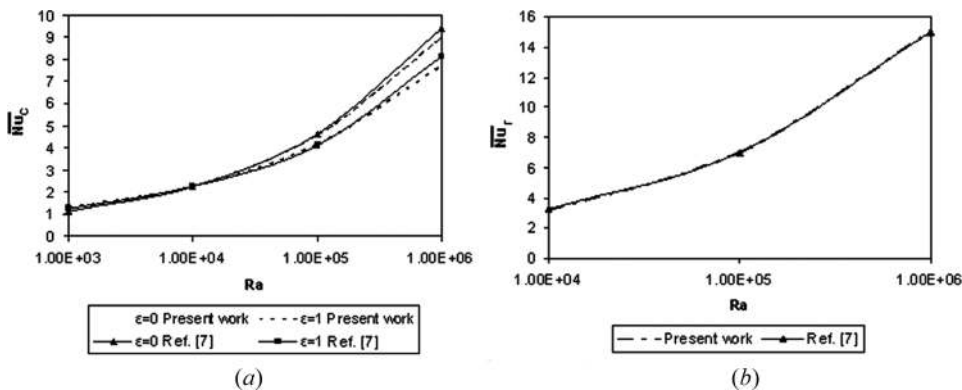 10
9
8
7
6
5
4
3
2
1
0
N̅u̅c
1.00E+03 1.00E+04 1.00E+05 1.00E+06
Ra
ε=0 Present work ε=1 Present work
ε=0 Ref. [7] ε=1 Ref. [7]
(a)
16
14
12
10
8
6
4
2
0
N̅u̅r
1.00E+04 1.00E+05 1.00E+06
Ra
Present work Ref. [7]
(b)